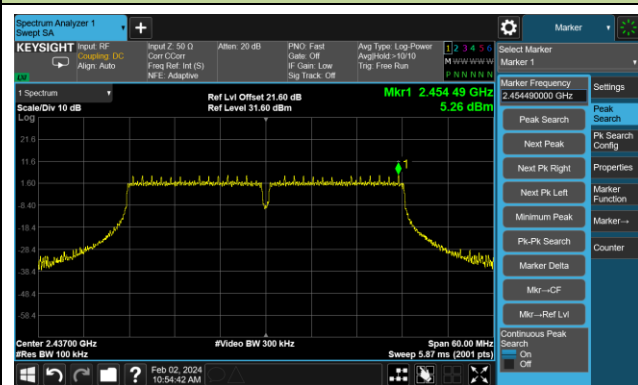 Spectrum Analyzer 1
Swept SA
Marker
KEYSIGHT
Input: RF
Coupling: DC
Align: Auto
Input Z: 50 Ω
Corr CCorr
Freq Ref: Int (S)
NFE: Adaptive
Atten: 20 dB
PNO: Fast
Gate: Off
IF Gain: Low
Sig Track: Off
Avg Type: Log-Power
Avg|Hold:>10/10
Trig: Free Run
1 2 3 4 5 6
M W W W W W
P N N N N N
Select Marker
Marker 1
LXI
1 Spectrum
Scale/Div 10 dB
Log
Ref Lvl Offset 21.60 dB
Ref Level 31.60 dBm
Mkr1 2.454 49 GHz
5.26 dBm
21.6
11.6
1.60
-8.40
-18.4
-28.4
-38.4
-48.4
-58.4
1
Center 2.43700 GHz
#Res BW 100 kHz
#Video BW 300 kHz
Span 60.00 MHz
Sweep 5.87 ms (2001 pts)
Marker Frequency
2.454490000 GHz
Peak Search
Next Peak
Next Pk Right
Next Pk Left
Minimum Peak
Pk-Pk Search
Marker Delta
Mkr→CF
Mkr→Ref Lvl
Continuous Peak
Search
On
Off
Settings
Peak
Search
Pk Search
Config
Properties
Marker
Function
Marker→
Counter
?
Feb 02, 2024
10:54:42 AM